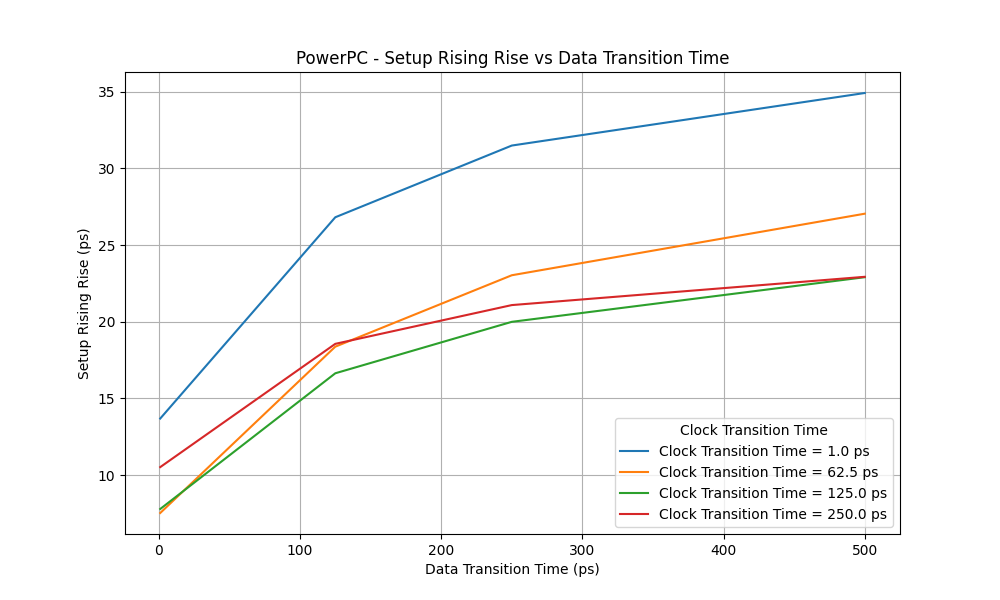 PowerPC - Setup Rising Rise vs Data Transition Time
Setup Rising Rise (ps)
35
30
25
20
15
10
0
100
200
300
400
500
Data Transition Time (ps)
Clock Transition Time
Clock Transition Time = 1.0 ps
Clock Transition Time = 62.5 ps
Clock Transition Time = 125.0 ps
Clock Transition Time = 250.0 ps